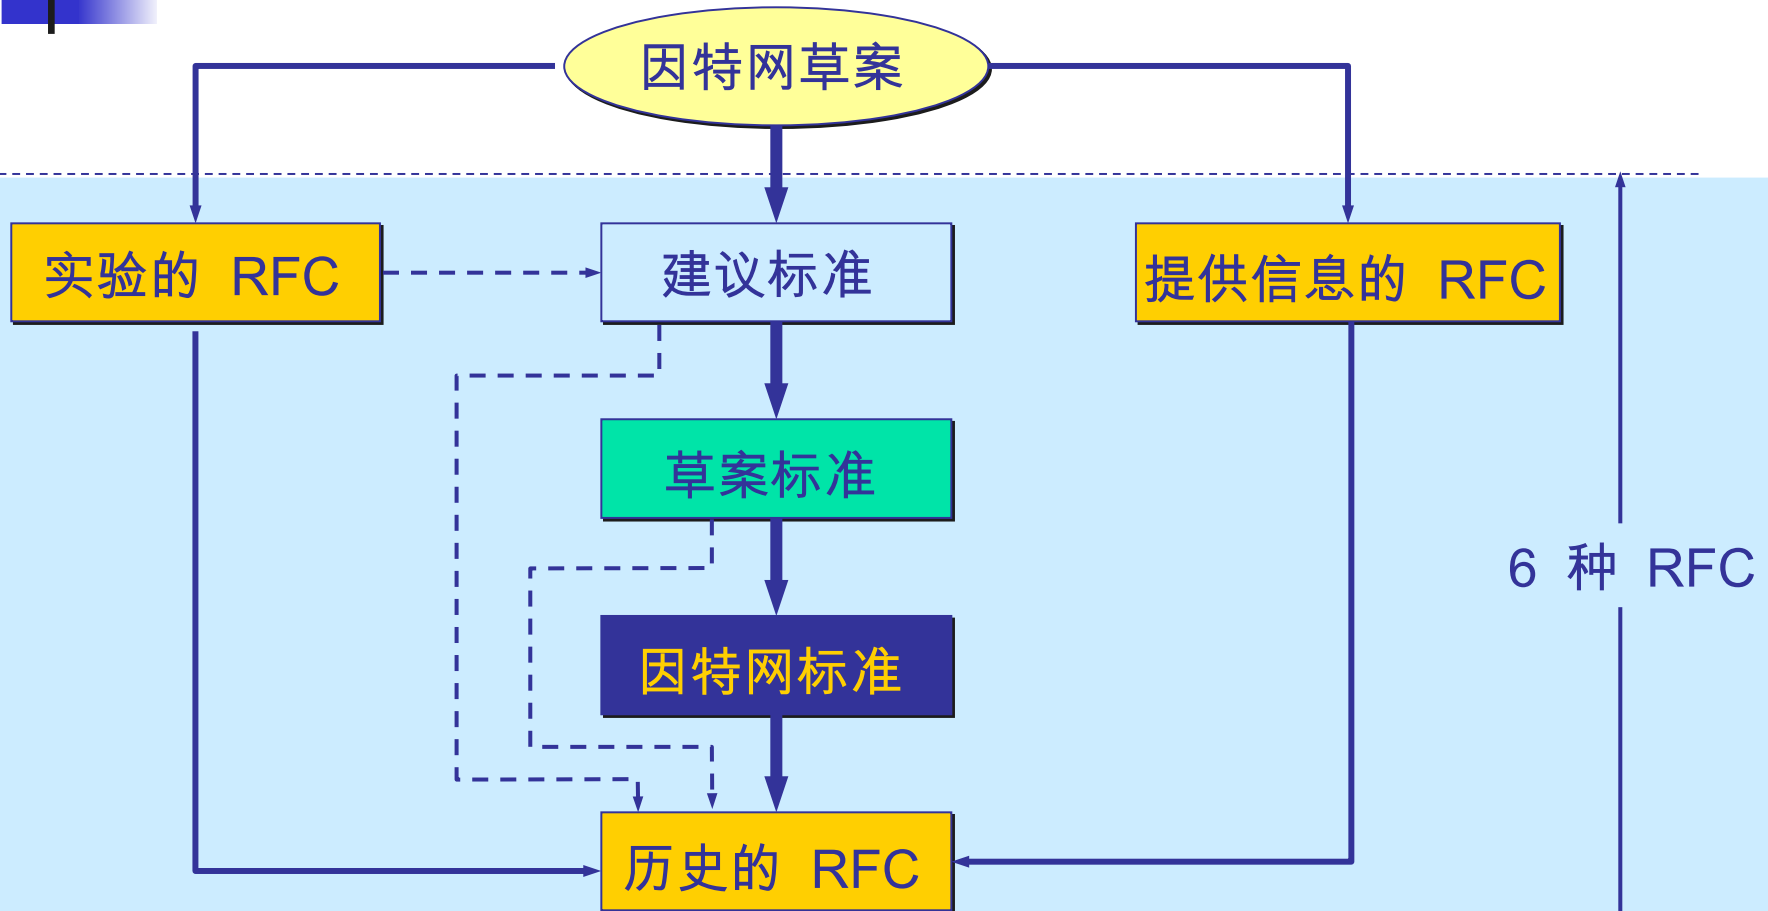 因特网草案
实验的 RFC
建议标准
提供信息的 RFC
草案标准
6 种 RFC
因特网标准
历史的 RFC